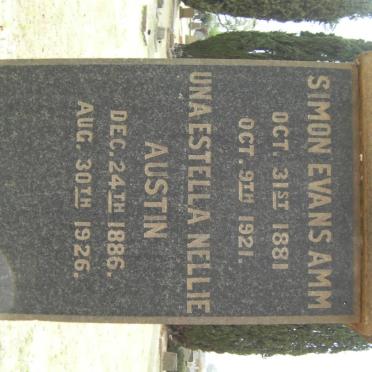 SIMON EVANS AMM
OCT. 31ST 1881
OCT. 9TH 1921.
UNA ESTELLA NELLIE
AUSTIN
DEC. 24TH 1886.
AUG. 30TH 1926.